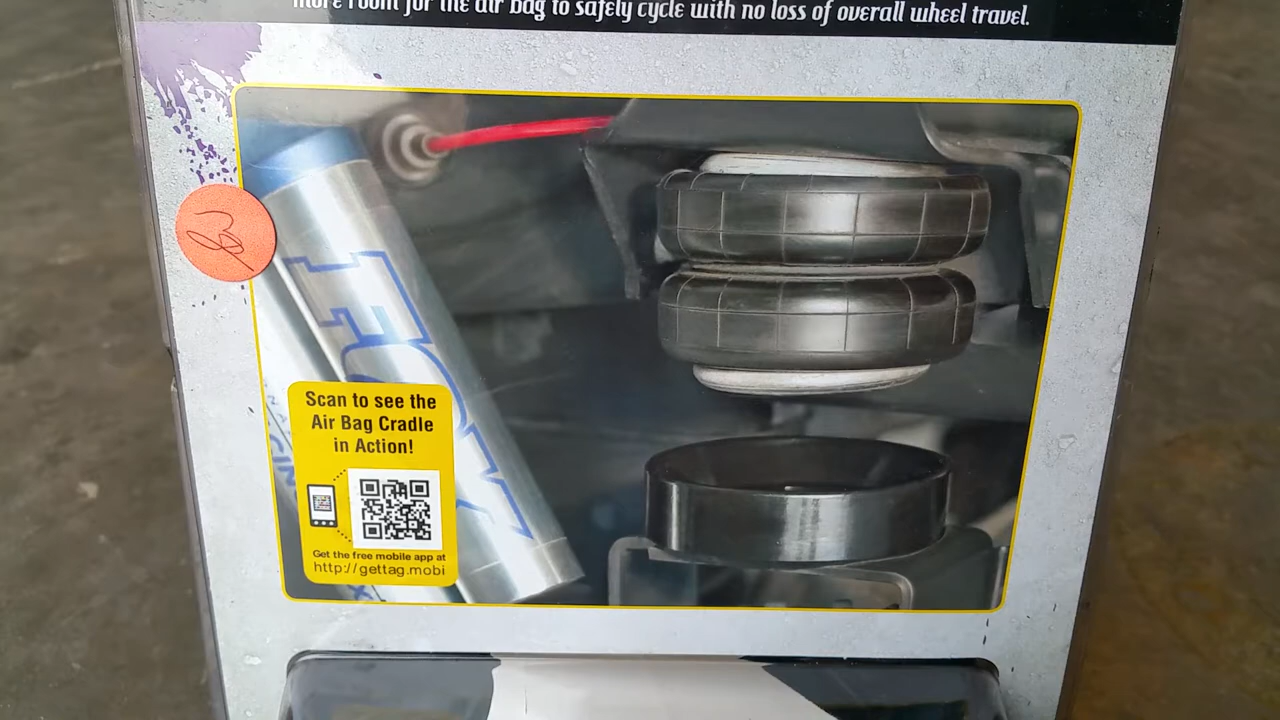 more room for the air bag to safely cycle with no loss of overall wheel travel.
Scan to see the
Air Bag Cradle
in Action!
Get the free mobile app at
http://gettag.mobi